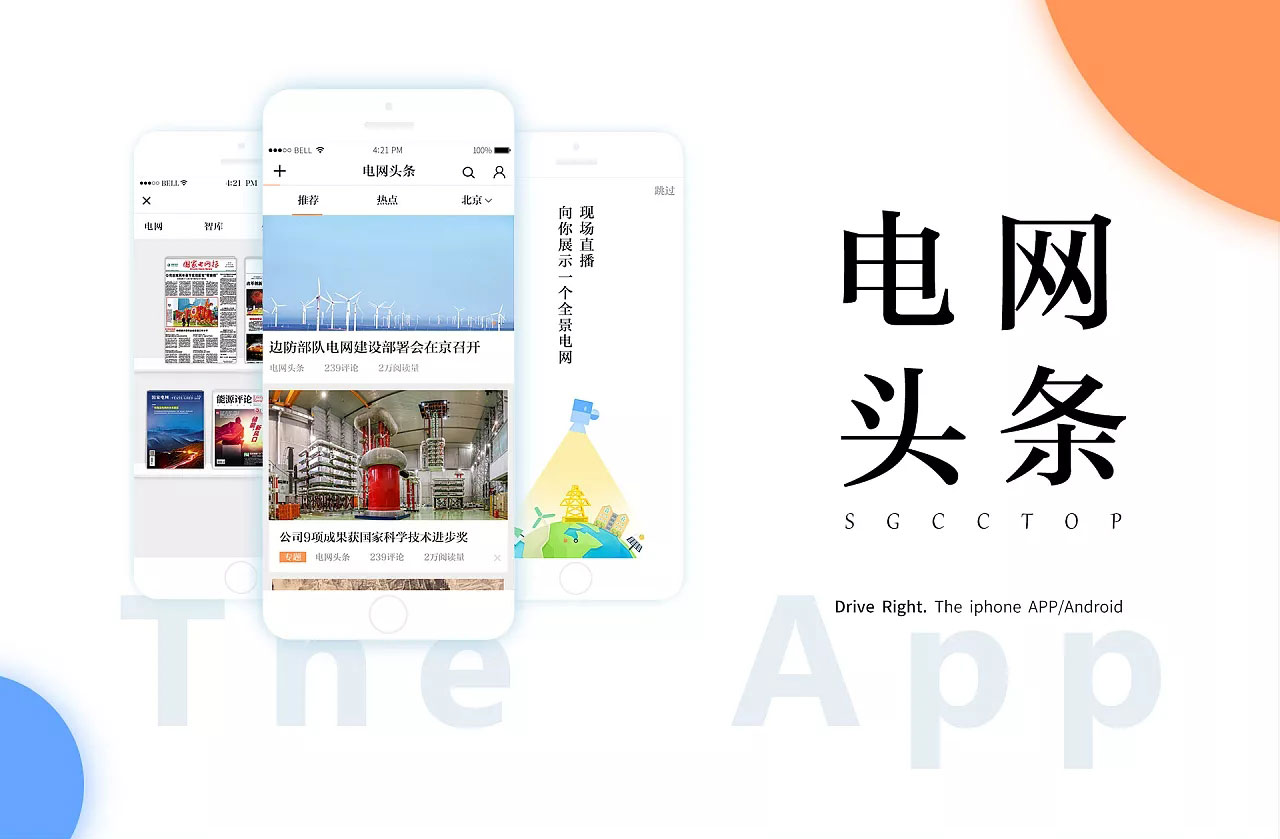 ●●●○○ BELL
4:21 PM
电网
智库
国家电网报
国家电网
能源评论
●●●○○ BELL
4:21 PM
100%
电网头条
推荐
热点
北京
边防部队电网建设部署会在京召开
电网头条
239评论
2万阅读量
公司9项成果获国家科学技术进步奖
专题
电网头条
239评论
2万阅读量
跳过
现场直播
向你展示一个全景电网
电网
头条
SGCCTOP
Drive Right. The iphone APP/Android
The App